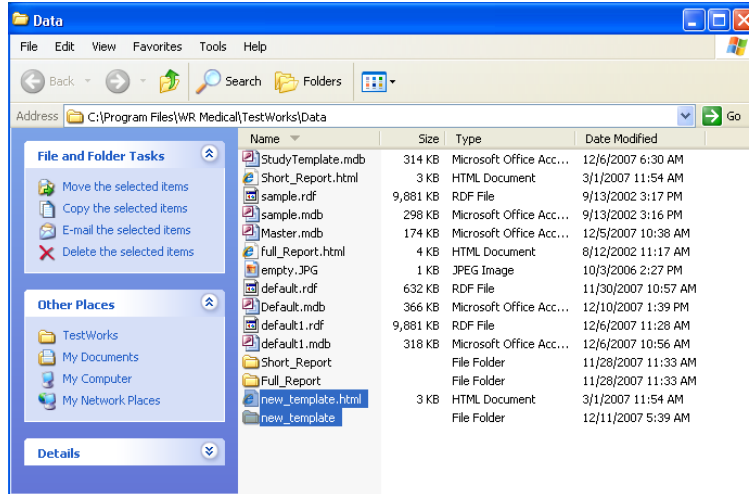 Data
File Edit View Favorites Tools Help
Back Search Folders
Address C:\Program Files\WR Medical\TestWorks\Data Go
File and Folder Tasks
Move the selected items
Copy the selected items
E-mail the selected items
Delete the selected items
Other Places
TestWorks
My Documents
My Computer
My Network Places
Details
Name Size Type Date Modified
StudyTemplate.mdb 314 KB Microsoft Office Acc... 12/6/2007 6:30 AM
Short_Report.html 3 KB HTML Document 3/1/2007 11:54 AM
sample.rdf 9,881 KB RDF File 9/13/2002 3:17 PM
sample.mdb 298 KB Microsoft Office Acc... 9/13/2002 3:16 PM
Master.mdb 174 KB Microsoft Office Acc... 12/5/2007 10:38 AM
full_Report.html 4 KB HTML Document 8/12/2002 11:17 AM
empty.JPG 1 KB JPEG Image 10/3/2006 2:27 PM
default.rdf 632 KB RDF File 11/30/2007 10:57 AM
Default.mdb 366 KB Microsoft Office Acc... 12/10/2007 1:39 PM
default1.rdf 9,881 KB RDF File 12/6/2007 11:28 AM
default1.mdb 318 KB Microsoft Office Acc... 12/6/2007 10:56 AM
Short_Report File Folder 11/28/2007 11:33 AM
Full_Report File Folder 11/28/2007 11:33 AM
new_template.html 3 KB HTML Document 3/1/2007 11:54 AM
new_template File Folder 12/11/2007 5:39 AM